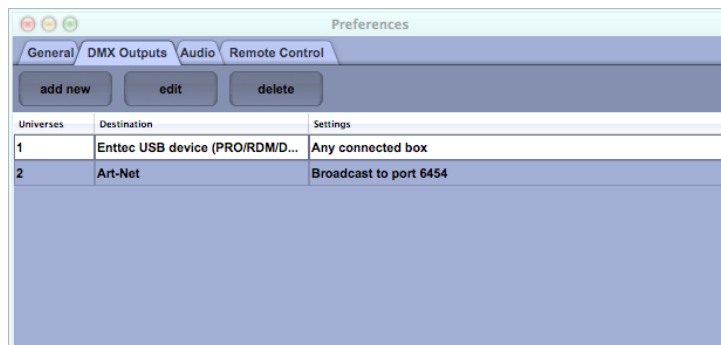 Preferences
General DMX Outputs Audio Remote Control
add new edit delete
Universes Destination Settings
1 Enttec USB device (PRO/RDM/D... Any connected box
2 Art-Net Broadcast to port 6454